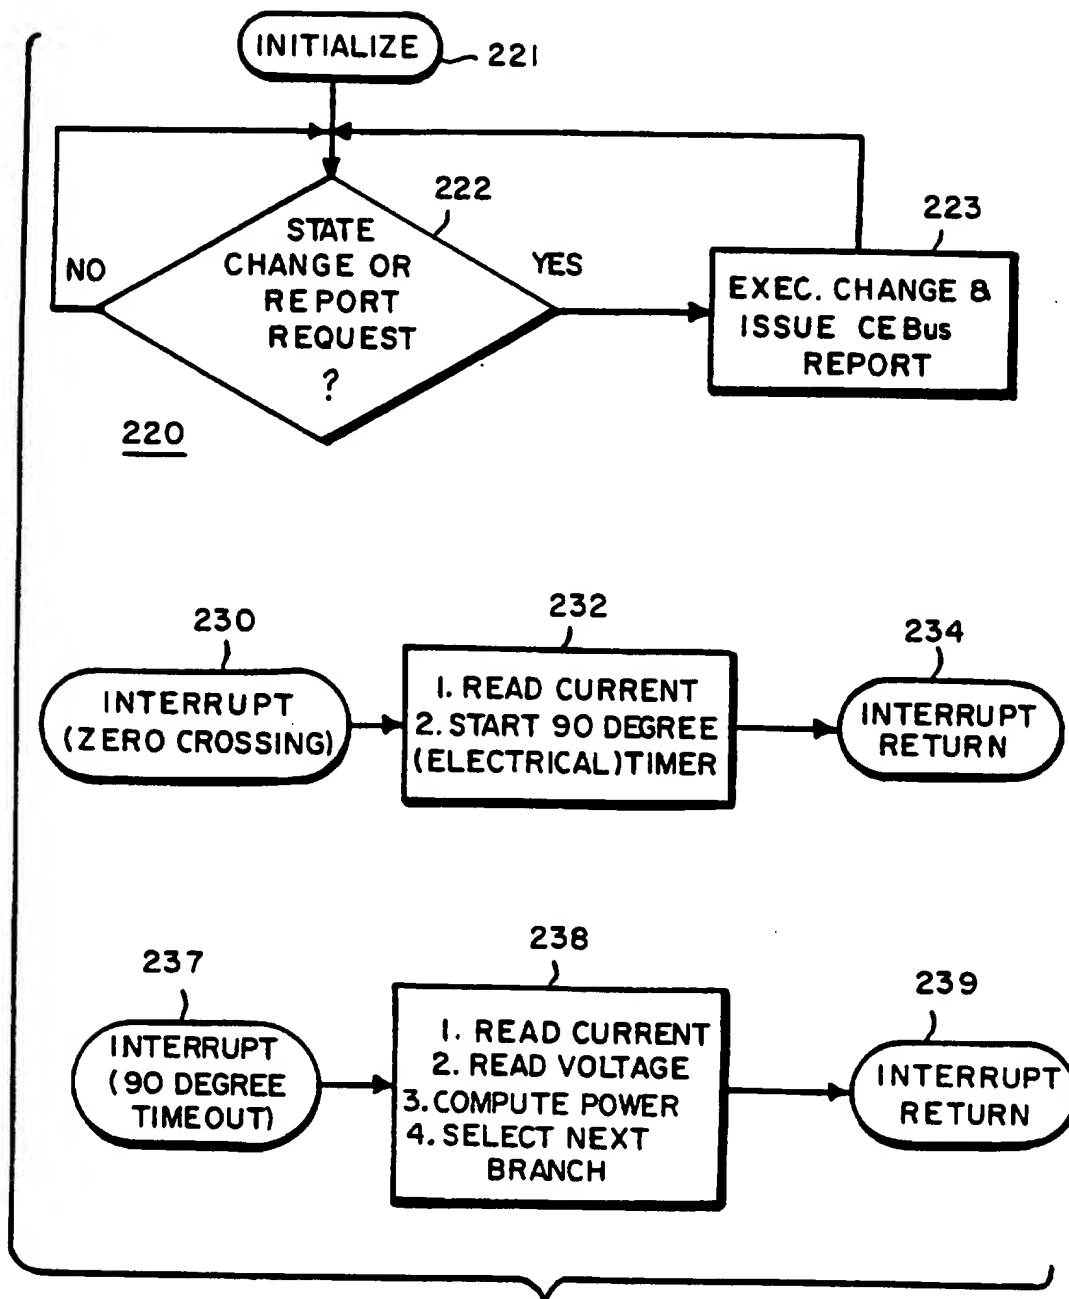 INITIALIZE
221
222
STATE
CHANGE OR
REPORT
REQUEST
?
NO
YES
223
EXEC. CHANGE &
ISSUE CEBus
REPORT
220
230
INTERRUPT
(ZERO CROSSING)
232
1. READ CURRENT
2. START 90 DEGREE
(ELECTRICAL) TIMER
234
INTERRUPT
RETURN
237
INTERRUPT
(90 DEGREE
TIMEOUT)
238
1. READ CURRENT
2. READ VOLTAGE
3. COMPUTE POWER
4. SELECT NEXT
BRANCH
239
INTERRUPT
RETURN